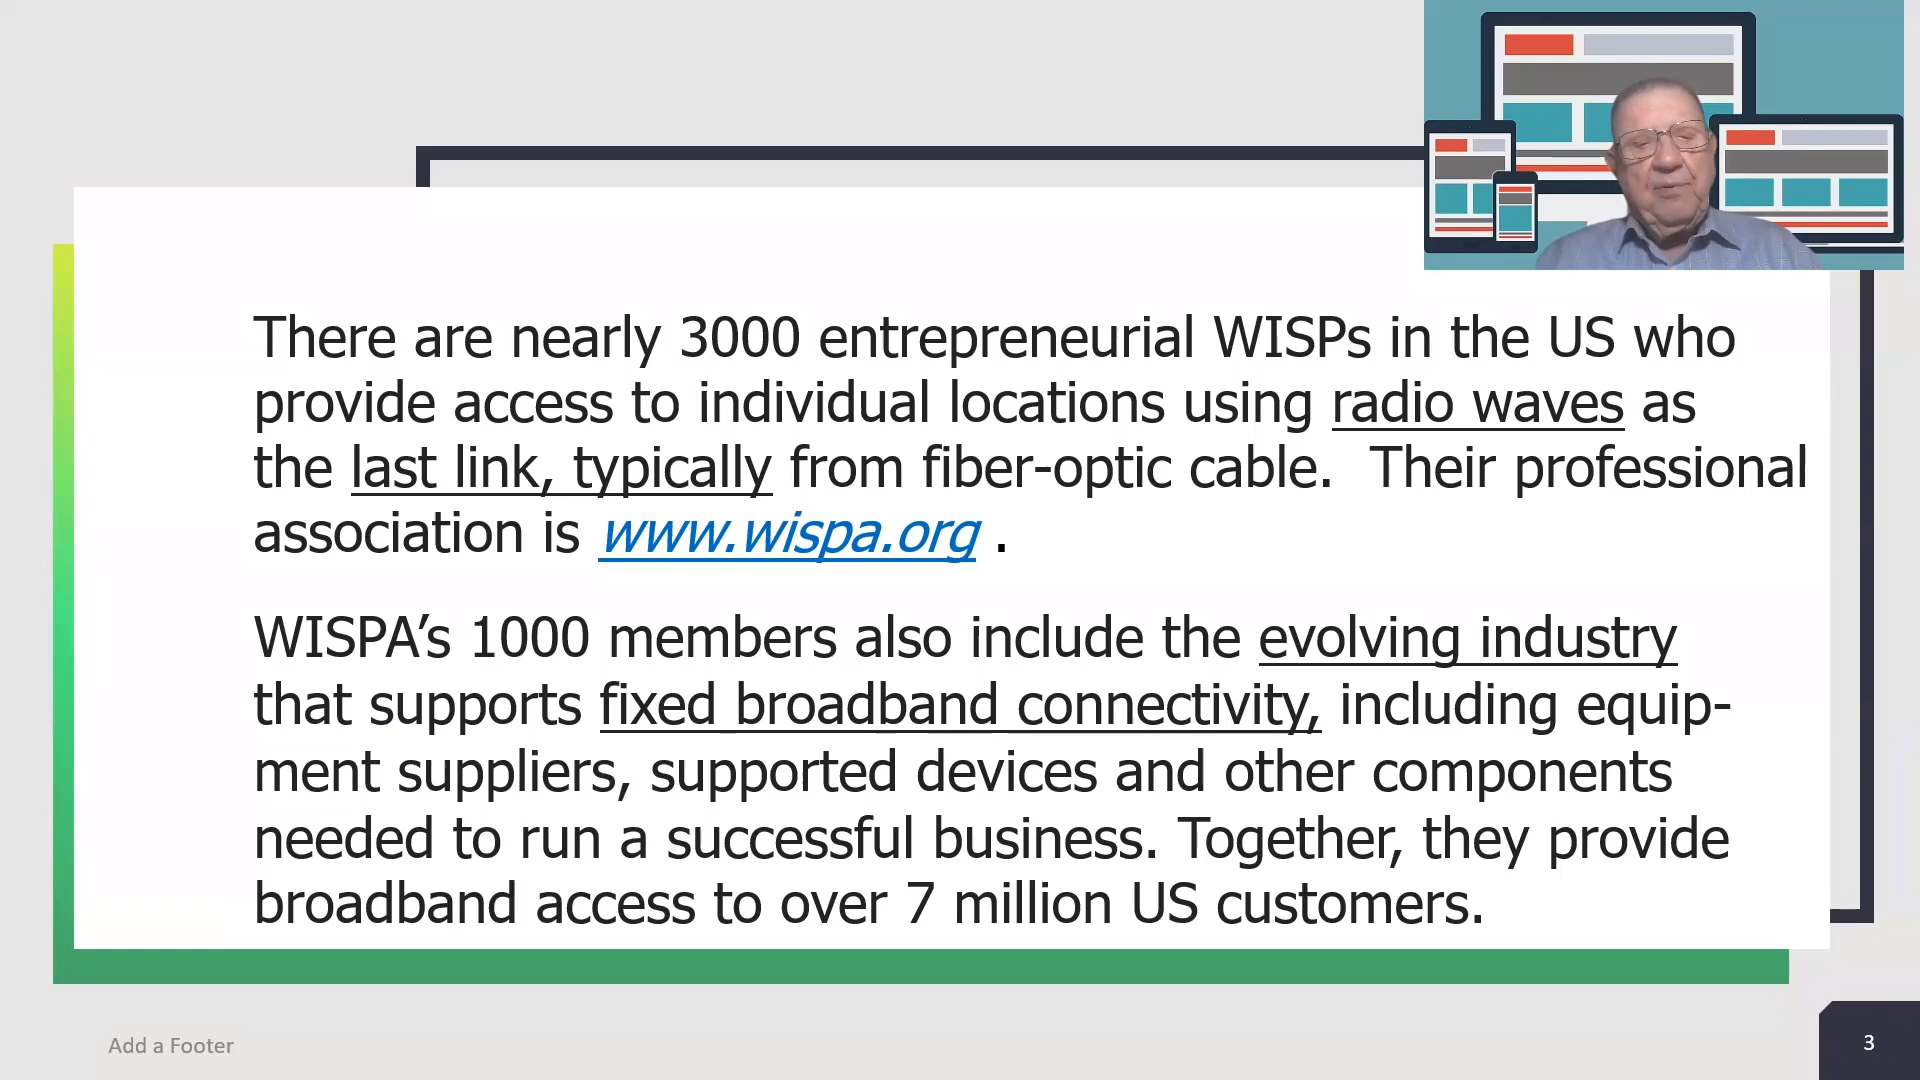 There are nearly 3000 entrepreneurial WISPs in the US who
provide access to individual locations using radio waves as
the last link, typically from fiber-optic cable.  Their professional
association is www.wispa.org .
WISPA’s 1000 members also include the evolving industry
that supports fixed broadband connectivity, including equip-
ment suppliers, supported devices and other components
needed to run a successful business. Together, they provide
broadband access to over 7 million US customers.
Add a Footer
3